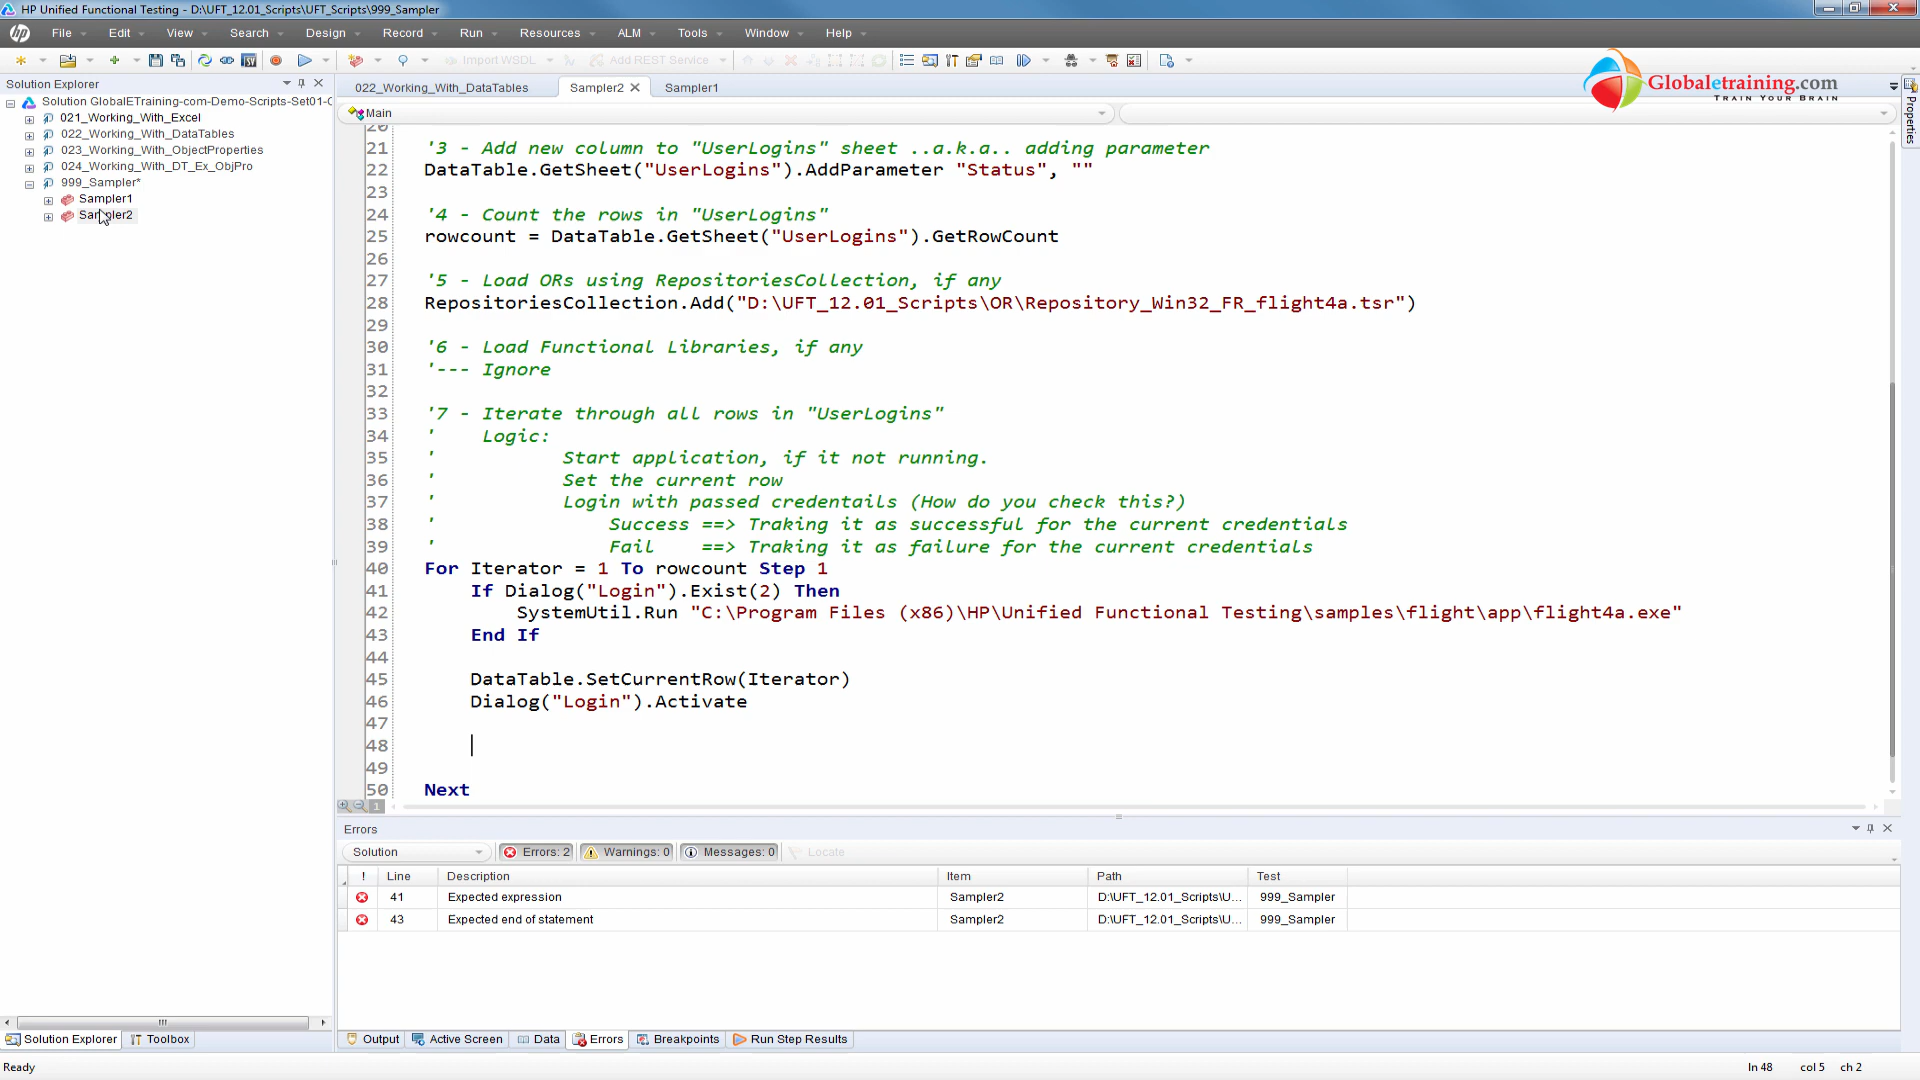 HP Unified Functional Testing - D:\UFT_12.01_Scripts\UFT_Scripts\999_Sampler
hp File Edit View Search Design Record Run Resources ALM Tools Window Help
Import WSDL Add REST Service
Globaletraining.com
TRAIN YOUR BRAIN
Solution Explorer
022_Working_With_DataTables Sampler2 Sampler1
Properties
Solution GlobalETraining-com-Demo-Scripts-Set01-C
021_Working_With_Excel
022_Working_With_DataTables
023_Working_With_ObjectProperties
024_Working_With_DT_Ex_ObjPro
999_Sampler*
Sampler1
Sampler2
Main
20
21 '3 - Add new column to "UserLogins" sheet ..a.k.a.. adding parameter
22 DataTable.GetSheet("UserLogins").AddParameter "Status", ""
23
24 '4 - Count the rows in "UserLogins"
25 rowcount = DataTable.GetSheet("UserLogins").GetRowCount
26
27 '5 - Load ORs using RepositoriesCollection, if any
28 RepositoriesCollection.Add("D:\UFT_12.01_Scripts\OR\Repository_Win32_FR_flight4a.tsr")
29
30 '6 - Load Functional Libraries, if any
31 '--- Ignore
32
33 '7 - Iterate through all rows in "UserLogins"
34 ' Logic:
35 ' Start application, if it not running.
36 ' Set the current row
37 ' Login with passed credentails (How do you check this?)
38 ' Success ==> Traking it as successful for the current credentials
39 ' Fail ==> Traking it as failure for the current credentials
40 For Iterator = 1 To rowcount Step 1
41 If Dialog("Login").Exist(2) Then
42 SystemUtil.Run "C:\Program Files (x86)\HP\Unified Functional Testing\samples\flight\app\flight4a.exe"
43 End If
44
45 DataTable.SetCurrentRow(Iterator)
46 Dialog("Login").Activate
47
48
49
50 Next
1
Errors
Solution Errors: 2 Warnings: 0 Messages: 0 Locate
! Line Description Item Path Test
41 Expected expression Sampler2 D:\UFT_12.01_Scripts\U... 999_Sampler
43 Expected end of statement Sampler2 D:\UFT_12.01_Scripts\U... 999_Sampler
Solution Explorer Toolbox Output Active Screen Data Errors Breakpoints Run Step Results
Ready ln 48 col 5 ch 2